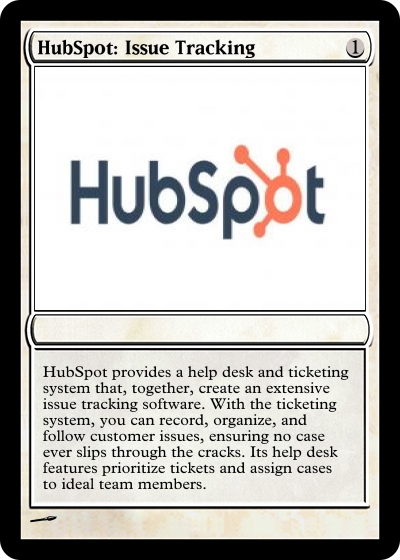 HubSpot: Issue Tracking 1
HubSpot
HubSpot provides a help desk and ticketing
system that, together, create an extensive
issue tracking software. With the ticketing
system, you can record, organize, and
follow customer issues, ensuring no case
ever slips through the cracks. Its help desk
features prioritize tickets and assign cases
to ideal team members.